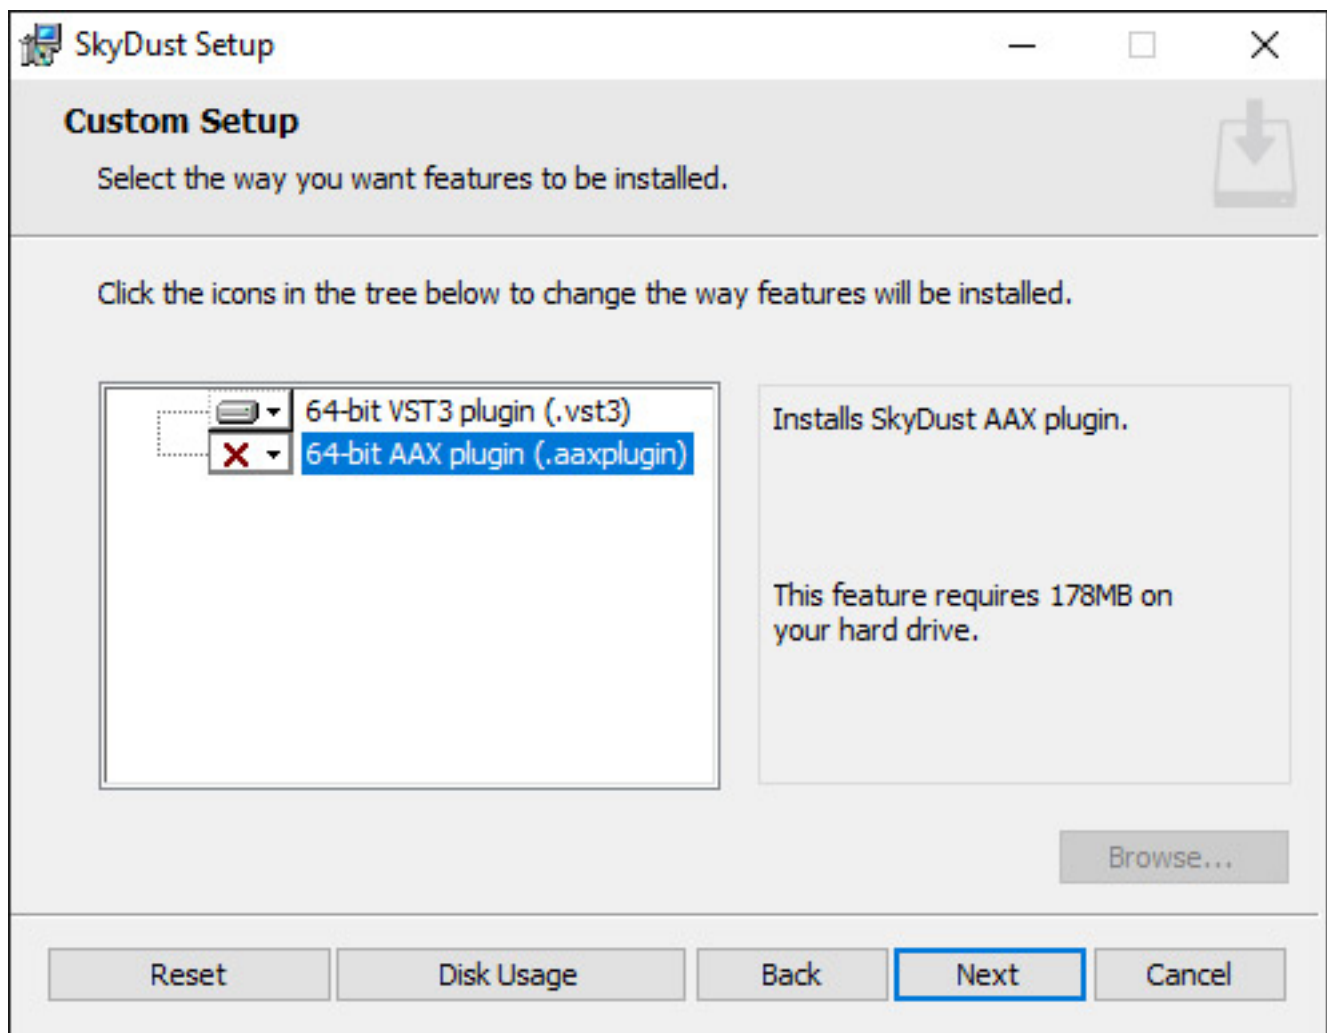 SkyDust Setup
Custom Setup
Select the way you want features to be installed.
Click the icons in the tree below to change the way features will be installed.
64-bit VST3 plugin (.vst3)
64-bit AAX plugin (.aaxplugin)
Installs SkyDust AAX plugin.
This feature requires 178MB on
your hard drive.
Browse...
Reset
Disk Usage
Back
Next
Cancel